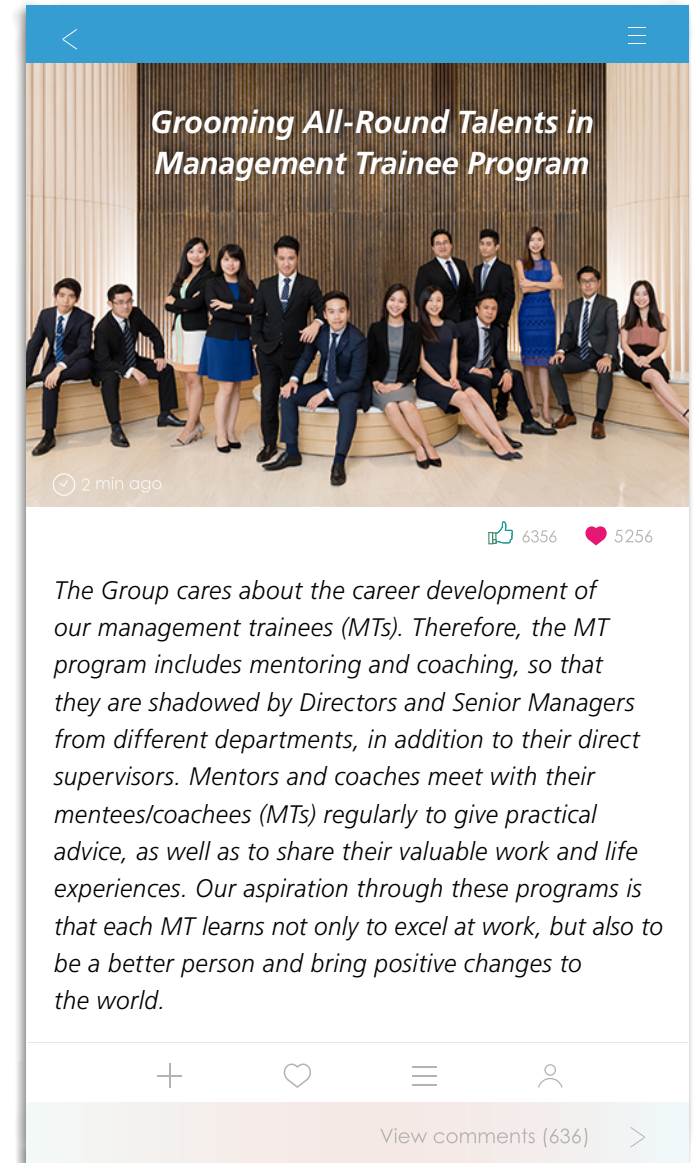 Grooming All-Round Talents in
Management Trainee Program
2 min ago
6356 5256
The Group cares about the career development of
our management trainees (MTs). Therefore, the MT
program includes mentoring and coaching, so that
they are shadowed by Directors and Senior Managers
from different departments, in addition to their direct
supervisors. Mentors and coaches meet with their
mentees/coachees (MTs) regularly to give practical
advice, as well as to share their valuable work and life
experiences. Our aspiration through these programs is
that each MT learns not only to excel at work, but also to
be a better person and bring positive changes to
the world.
View comments (636)